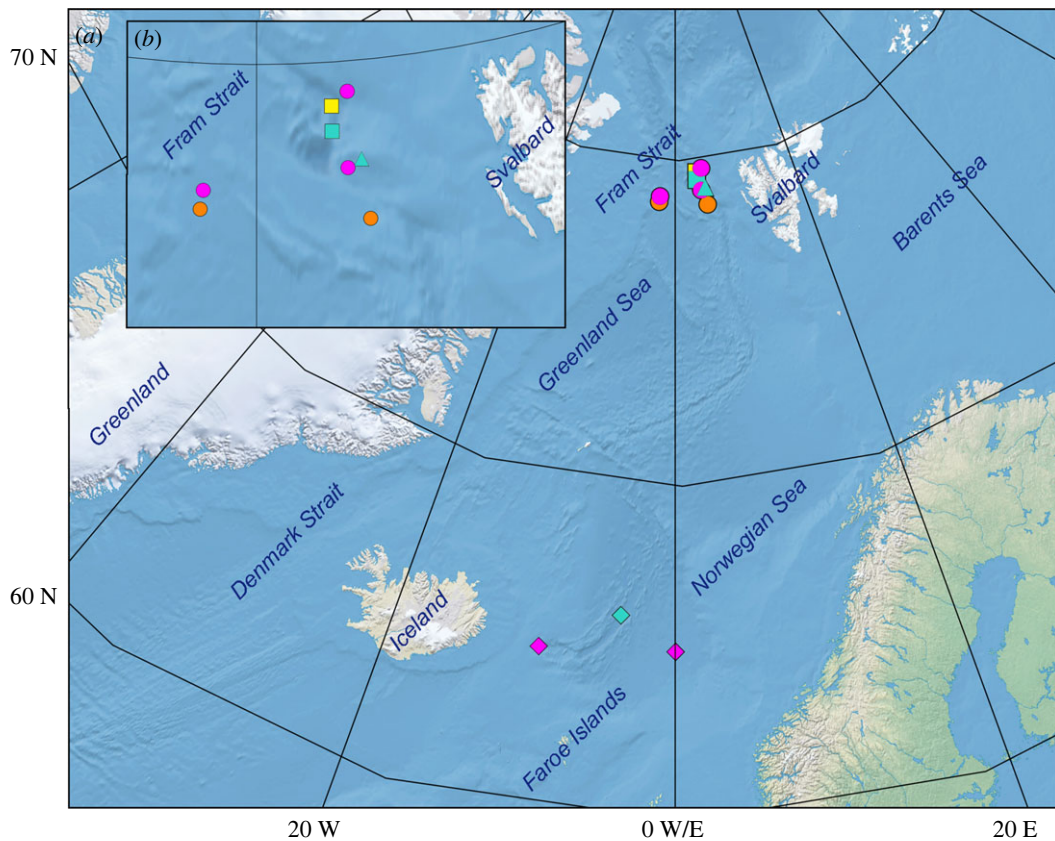 70 N
(a)
(b)
Fram Strait
Svalbard
Fram Strait
Svalbard
Barents Sea
Greenland Sea
Greenland
Denmark Strait
Norwegian Sea
60 N
Iceland
Faroe Islands
20 W
0 W/E
20 E